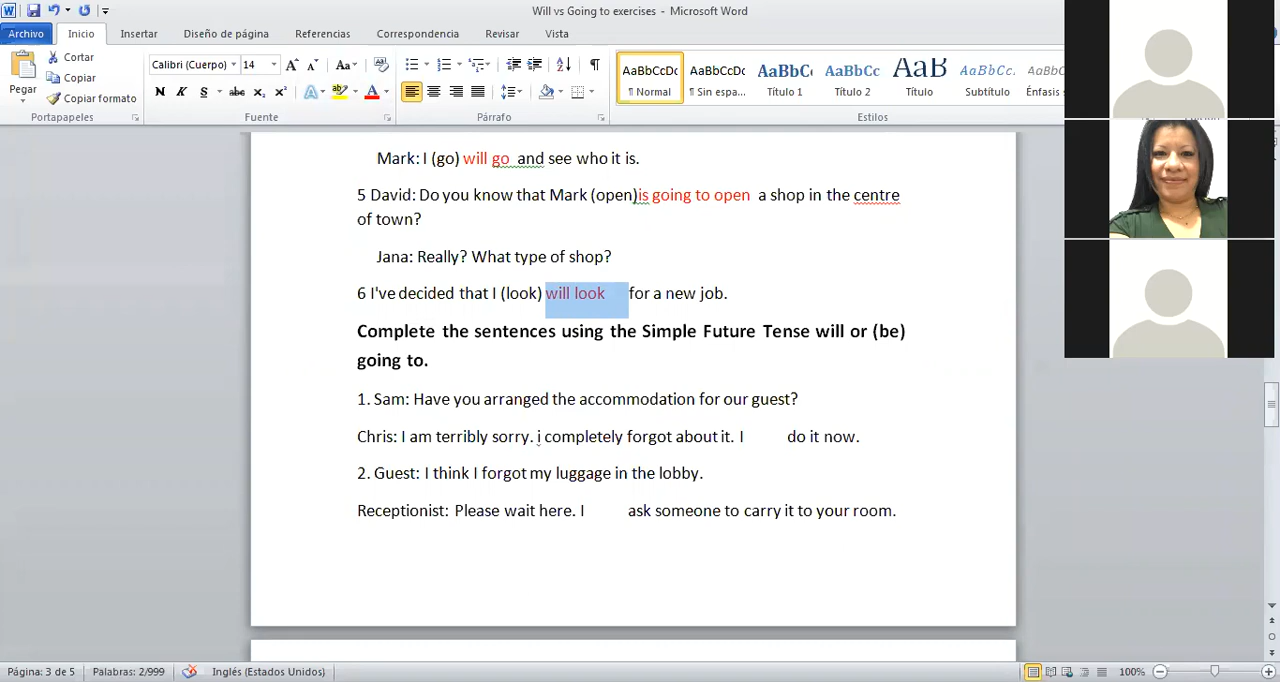 Will vs Going to exercises - Microsoft Word
Archivo Inicio Insertar Diseño de página Referencias Correspondencia Revisar Vista
Pegar
Cortar
Copiar
Copiar formato
Portapapeles
Calibri (Cuerpo) 14
N K S abc x₂ x²
Fuente
Párrafo
AaBbCcDc AaBbCcDc AaBbC AaBbCc AaB AaBbCc. AaBbC
¶ Normal ¶ Sin espa... Título 1 Título 2 Título Subtítulo Énfasis
Estilos
Mark: I (go) will go and see who it is.
5 David: Do you know that Mark (open)is going to open a shop in the centre
of town?
Jana: Really? What type of shop?
6 I've decided that I (look) will look for a new job.
Complete the sentences using the Simple Future Tense will or (be)
going to.
1. Sam: Have you arranged the accommodation for our guest?
Chris: I am terribly sorry. i completely forgot about it. I do it now.
2. Guest: I think I forgot my luggage in the lobby.
Receptionist: Please wait here. I ask someone to carry it to your room.
Página: 3 de 5 Palabras: 2/999 Inglés (Estados Unidos) 100%